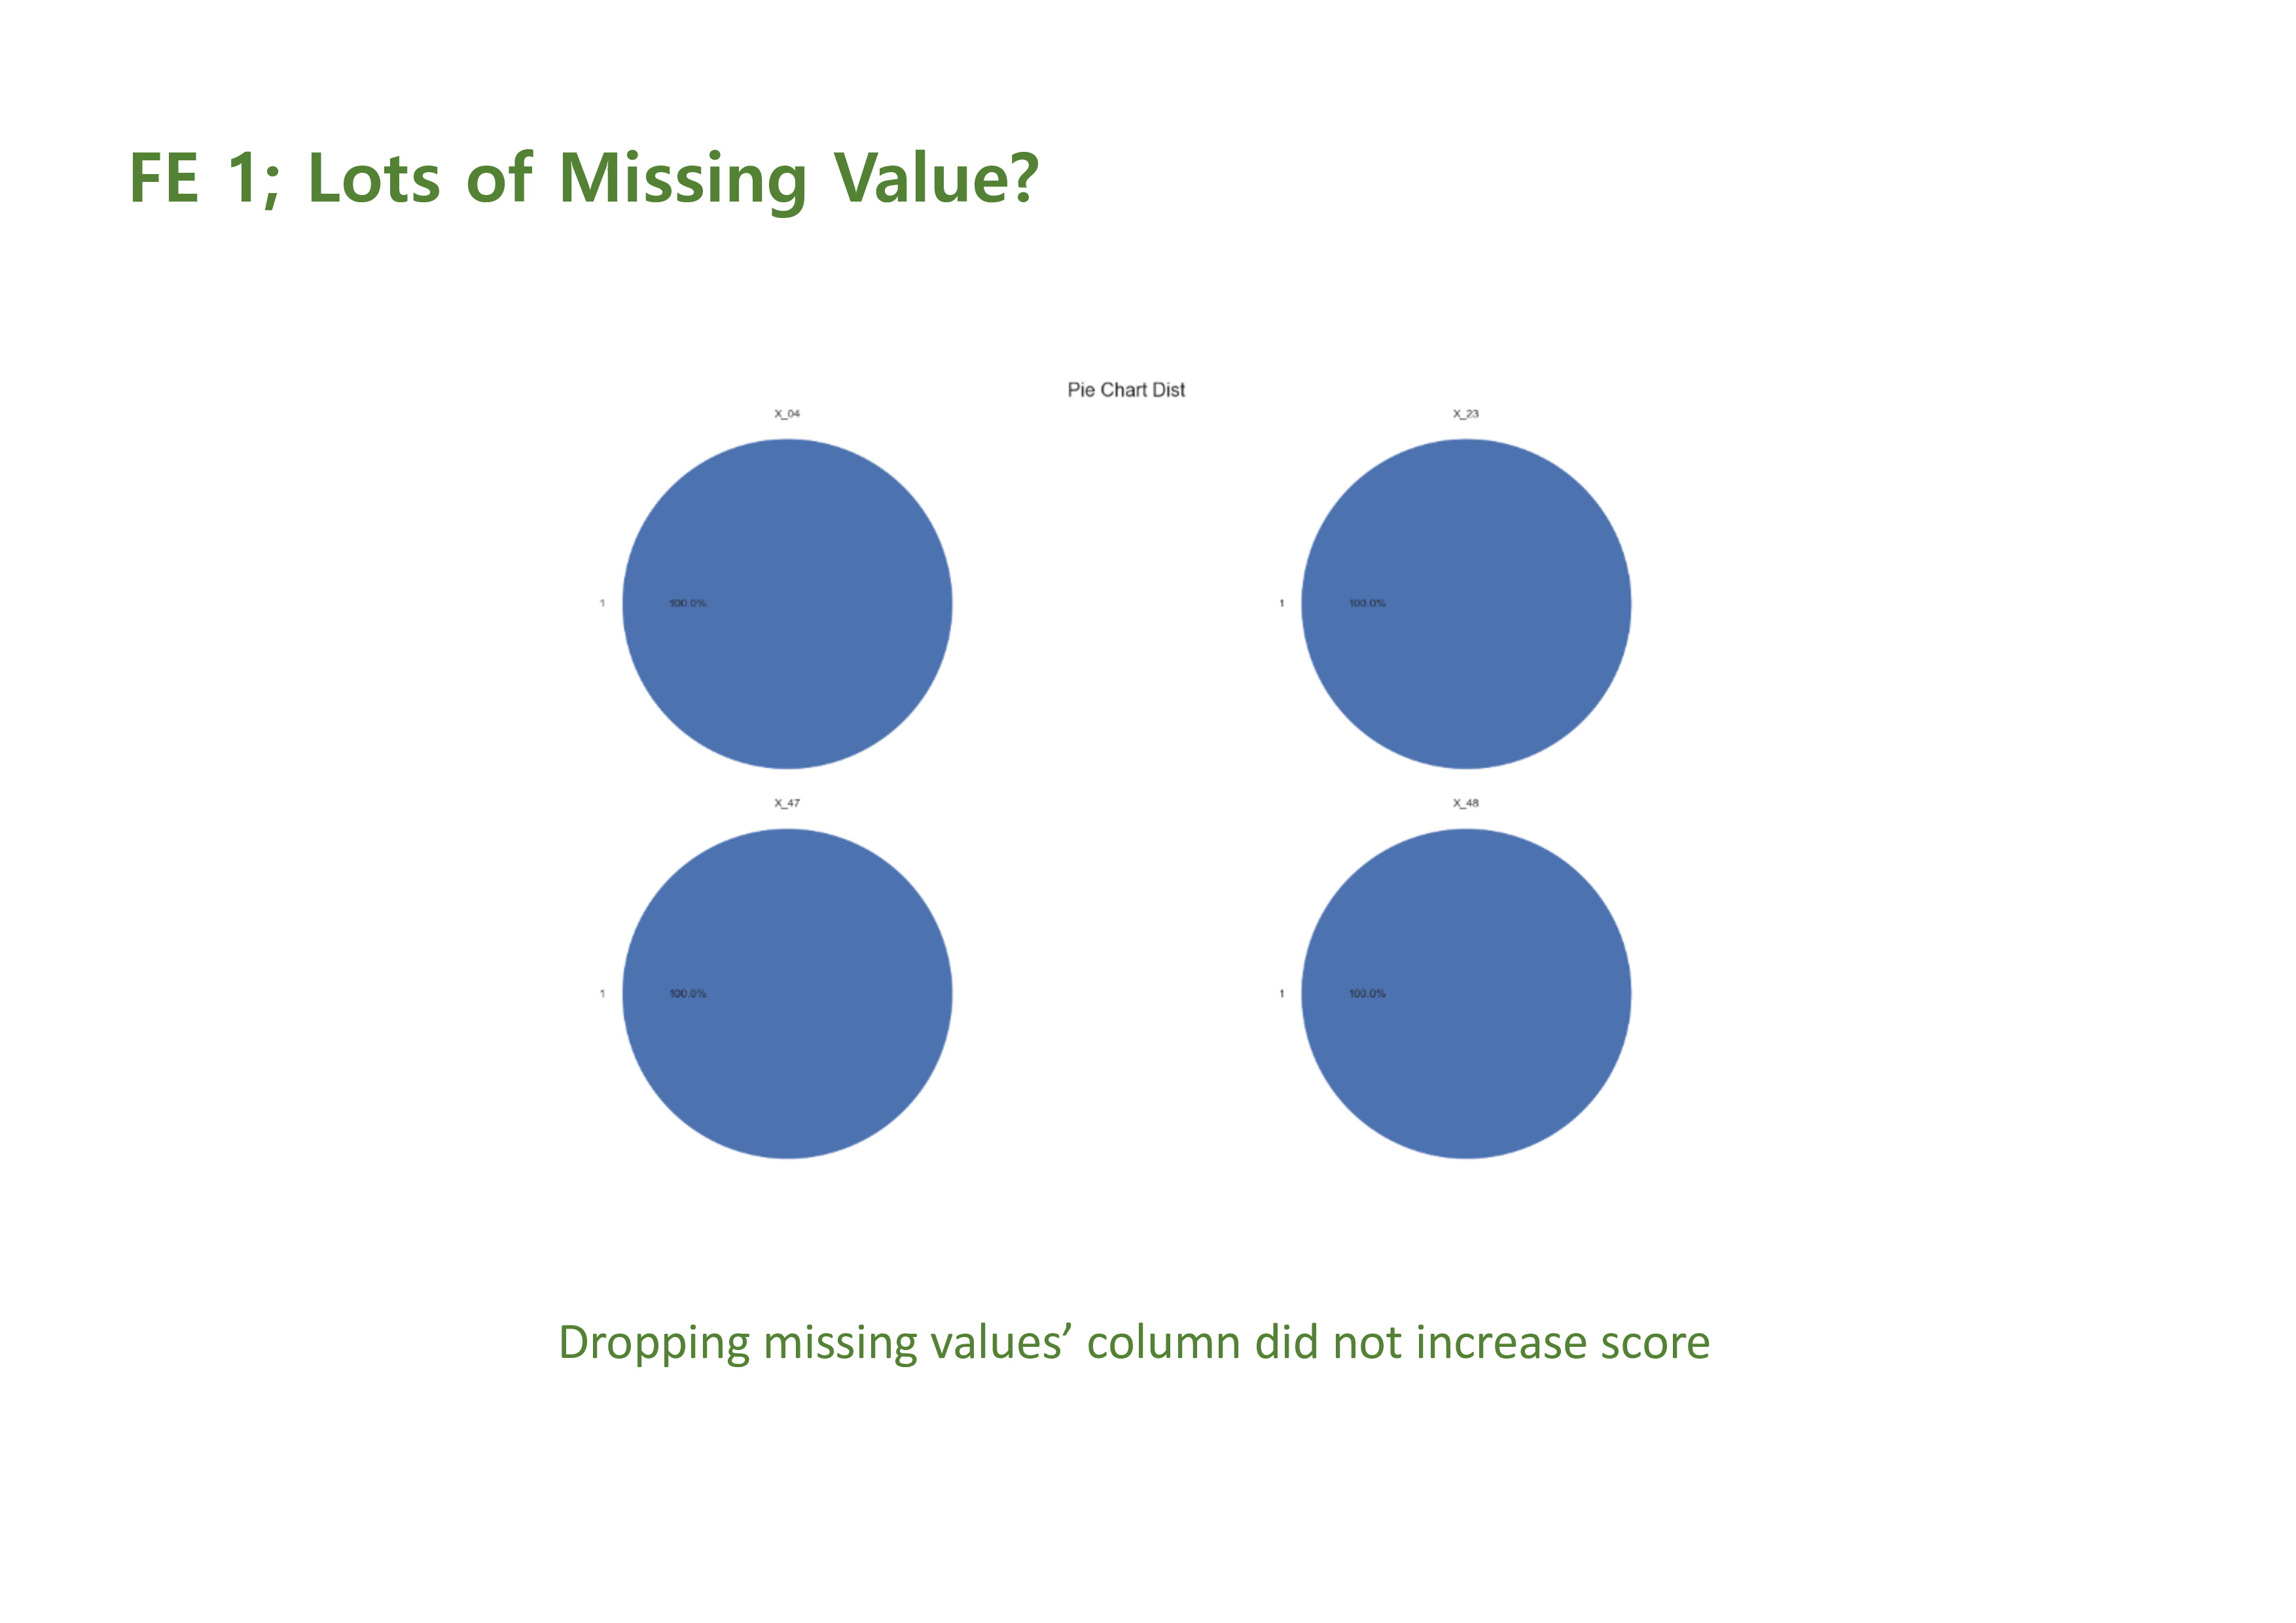 FE 1; Lots of Missing Value?
Pie Chart Dist
X_04
X_23
1
100.0%
1
100.0%
X_47
X_48
1
100.0%
1
100.0%
Dropping missing values’ column did not increase score